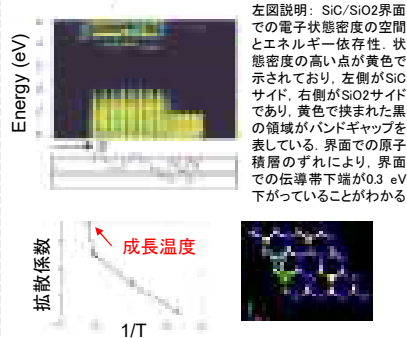 左図説明: SiC/SiO2界面
での電子状態密度の空間
とエネルギー依存性. 状
態密度の高い点が黄色で
示されており, 左側がSiC
サイド, 右側がSiO2サイド
であり, 黄色で挟まれた黒
の領域がバンドギャップを
表している. 界面での原子
積層のずれにより, 界面
での伝導帯下端が0.3 eV
下がっていることがわかる
Energy (eV)
成長温度
拡散係数
1/T